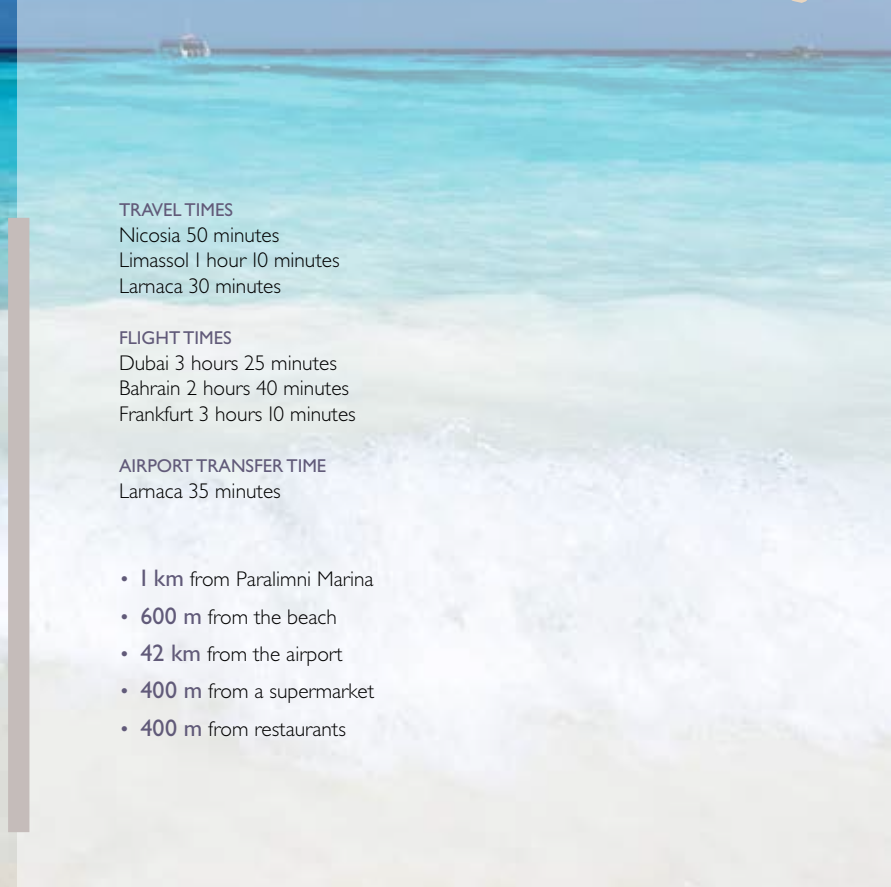 TRAVEL TIMES
Nicosia 50 minutes
Limassol 1 hour 10 minutes
Larnaca 30 minutes
FLIGHT TIMES
Dubai 3 hours 25 minutes
Bahrain 2 hours 40 minutes
Frankfurt 3 hours 10 minutes
AIRPORT TRANSFER TIME
Larnaca 35 minutes
• 1 km from Paralimni Marina
• 600 m from the beach
• 42 km from the airport
• 400 m from a supermarket
• 400 m from restaurants